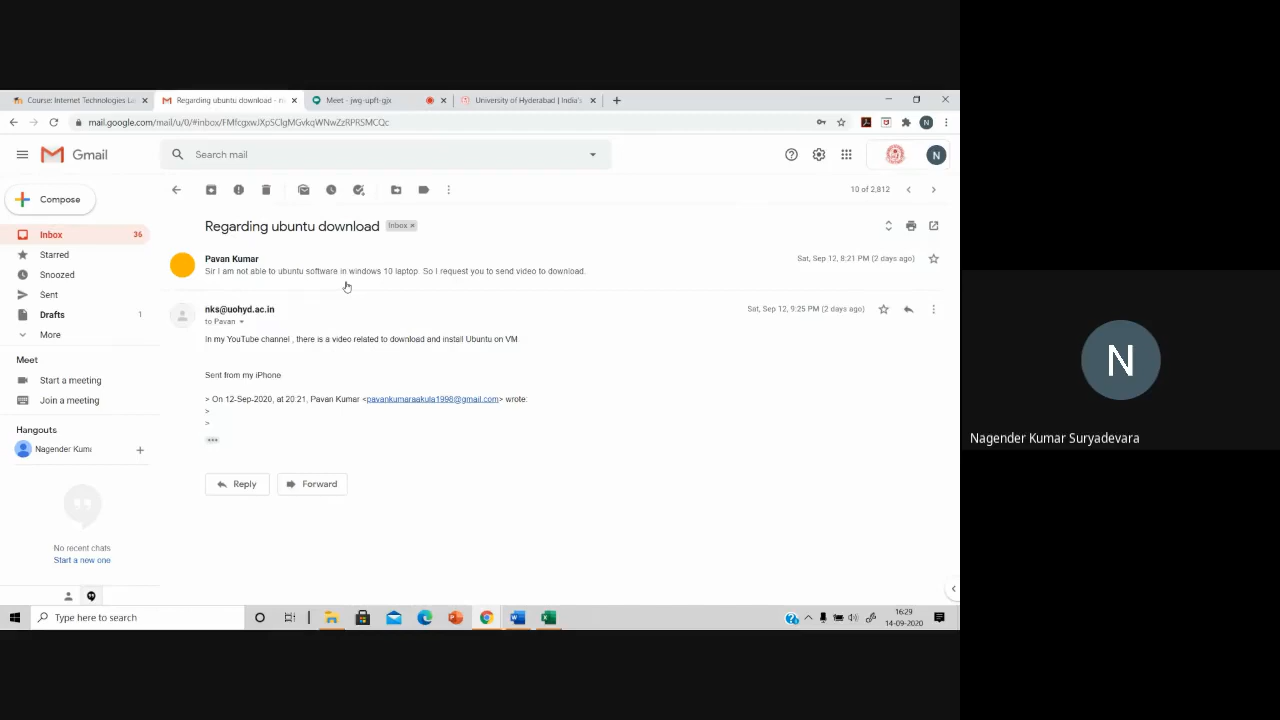 Course: Internet Technologies La
Regarding ubuntu download - n
Meet - jwg-upft-gjx
University of Hyderabad | India's
mail.google.com/mail/u/0/#inbox/FMfcgxwJXpSClgMGvkqWNwZzRPRSMCQc
N
Gmail
Search mail
N
Compose
10 of 2,812
Inbox 36
Starred
Snoozed
Sent
Drafts 1
More
Meet
Start a meeting
Join a meeting
Hangouts
Nagender Kuma
No recent chats
Start a new one
Regarding ubuntu download Inbox x
Pavan Kumar Sat, Sep 12, 8:21 PM (2 days ago)
Sir I am not able to ubuntu software in windows 10 laptop. So I request you to send video to download.
nks@uohyd.ac.in Sat, Sep 12, 9:25 PM (2 days ago)
to Pavan
In my YouTube channel , there is a video related to download and install Ubuntu on VM
Sent from my iPhone
> On 12-Sep-2020, at 20:21, Pavan Kumar <pavankumaraakula1998@gmail.com> wrote:
>
>
Reply Forward
Type here to search
16:29
14-09-2020
N
Nagender Kumar Suryadevara